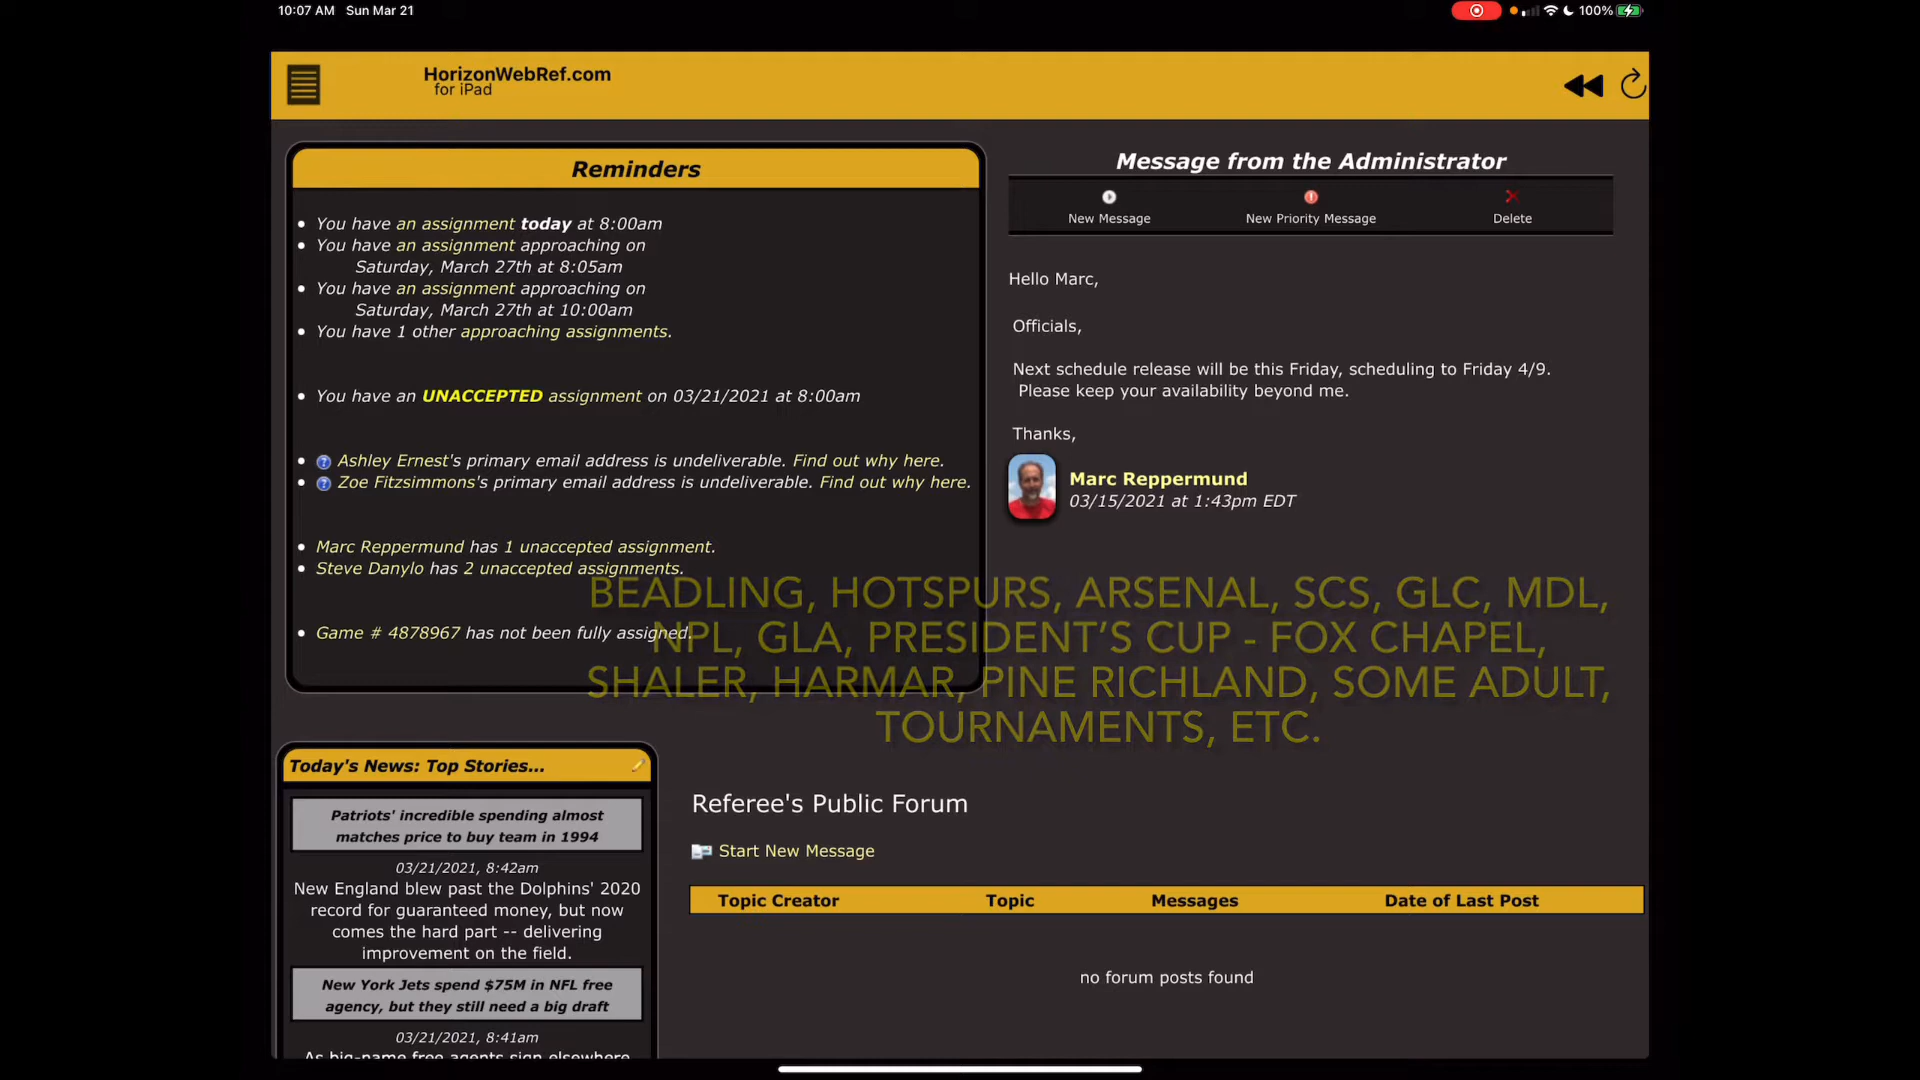 10:07 AM Sun Mar 21
100%
HorizonWebRef.com
for iPad
Reminders
You have an assignment today at 8:00am
You have an assignment approaching on
Saturday, March 27th at 8:05am
You have an assignment approaching on
Saturday, March 27th at 10:00am
You have 1 other approaching assignments.
You have an UNACCEPTED assignment on 03/21/2021 at 8:00am
Ashley Ernest's primary email address is undeliverable. Find out why here.
Zoe Fitzsimmons's primary email address is undeliverable. Find out why here.
Marc Reppermund has 1 unaccepted assignment.
Steve Danylo has 2 unaccepted assignments.
Game # 4878967 has not been fully assigned.
Message from the Administrator
New Message New Priority Message Delete
Hello Marc,
Officials,
Next schedule release will be this Friday, scheduling to Friday 4/9.
Please keep your availability beyond me.
Thanks,
Marc Reppermund
03/15/2021 at 1:43pm EDT
BEADLING, HOTSPURS, ARSENAL, SCS, GLC, MDL,
NPL, GLA, PRESIDENT'S CUP - FOX CHAPEL,
SHALER, HARMAR, PINE RICHLAND, SOME ADULT,
TOURNAMENTS, ETC.
Today's News: Top Stories...
Patriots' incredible spending almost
matches price to buy team in 1994
03/21/2021, 8:42am
New England blew past the Dolphins' 2020
record for guaranteed money, but now
comes the hard part -- delivering
improvement on the field.
New York Jets spend $75M in NFL free
agency, but they still need a big draft
03/21/2021, 8:41am
As big-name free agents sign elsewhere
Referee's Public Forum
Start New Message
Topic Creator Topic Messages Date of Last Post
no forum posts found